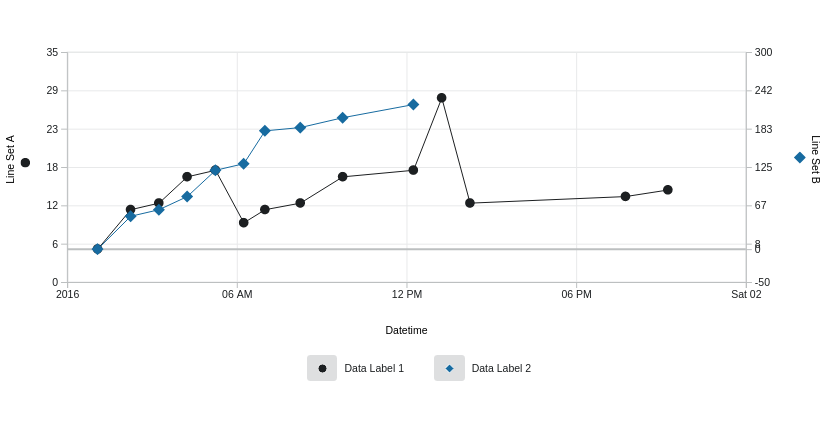 35
29
23
18
12
6
0
Line Set A
300
242
183
125
67
8
0
-50
Line Set B
2016
06 AM
12 PM
06 PM
Sat 02
Datetime
Data Label 1
Data Label 2